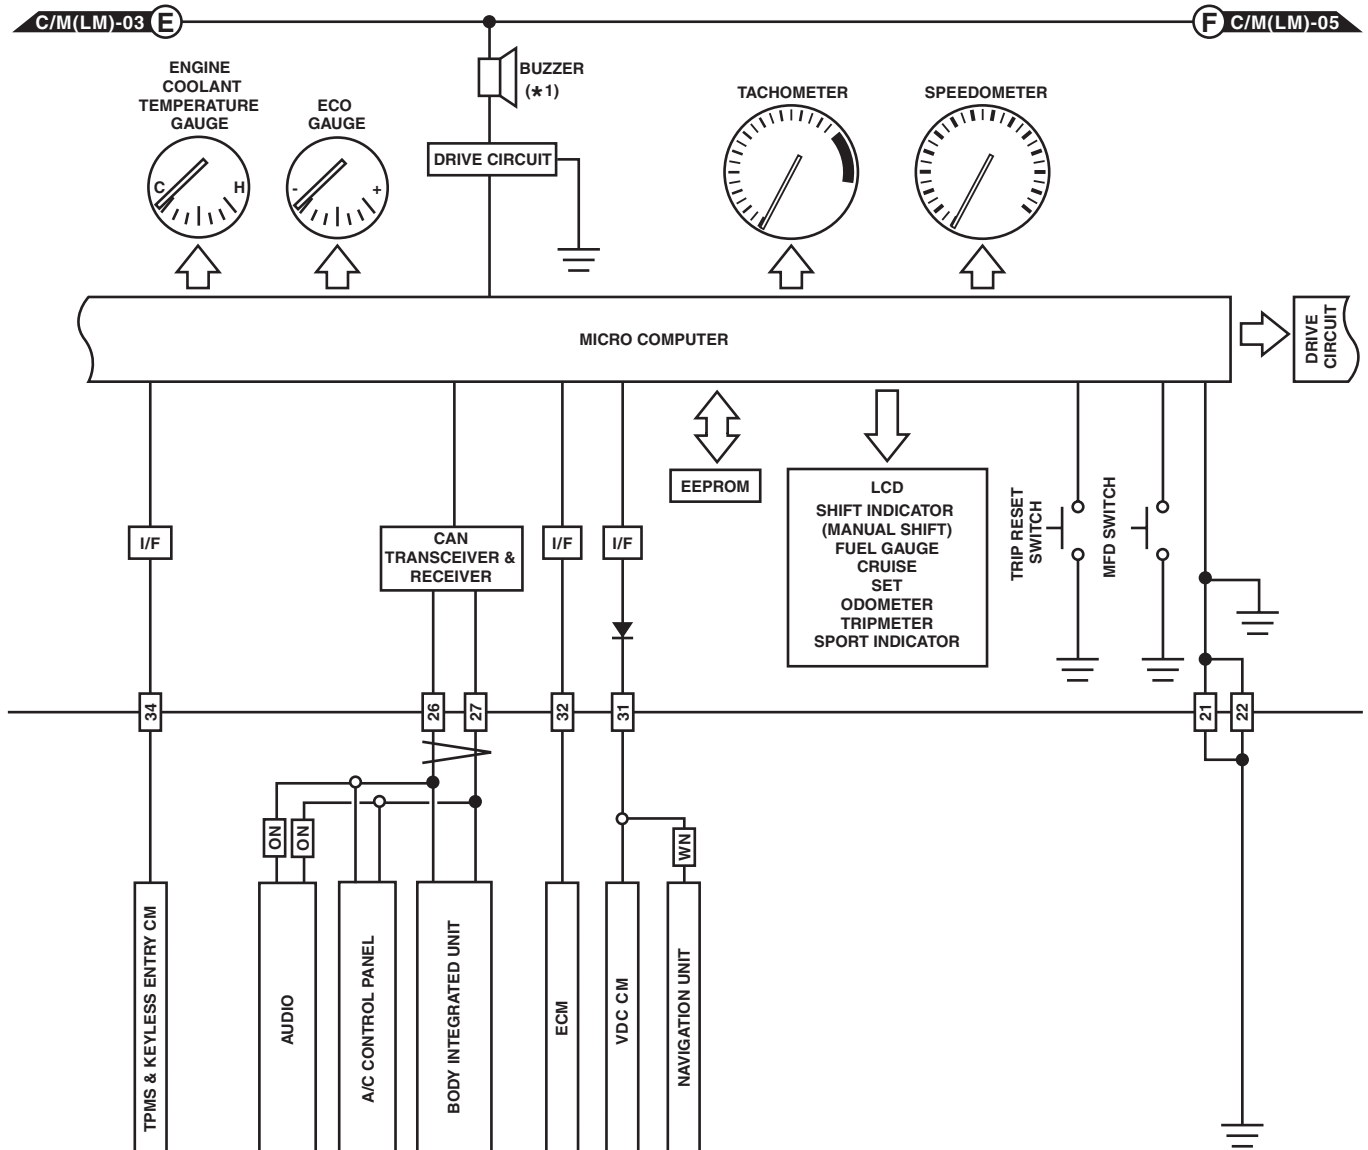 C/M(LM)-03 E
F C/M(LM)-05
ENGINE
COOLANT
TEMPERATURE
GAUGE
C H
ECO
GAUGE
- +
BUZZER
(*1)
DRIVE CIRCUIT
TACHOMETER
SPEEDOMETER
MICRO COMPUTER
DRIVE
CIRCUIT
I/F
CAN
TRANSCEIVER &
RECEIVER
I/F
I/F
EEPROM
LCD
SHIFT INDICATOR
(MANUAL SHIFT)
FUEL GAUGE
CRUISE
SET
ODOMETER
TRIPMETER
SPORT INDICATOR
TRIP RESET
SWITCH
MFD SWITCH
34
26
27
32
31
21
22
ON
ON
WN
TPMS & KEYLESS ENTRY CM
AUDIO
A/C CONTROL PANEL
BODY INTEGRATED UNIT
ECM
VDC CM
NAVIGATION UNIT